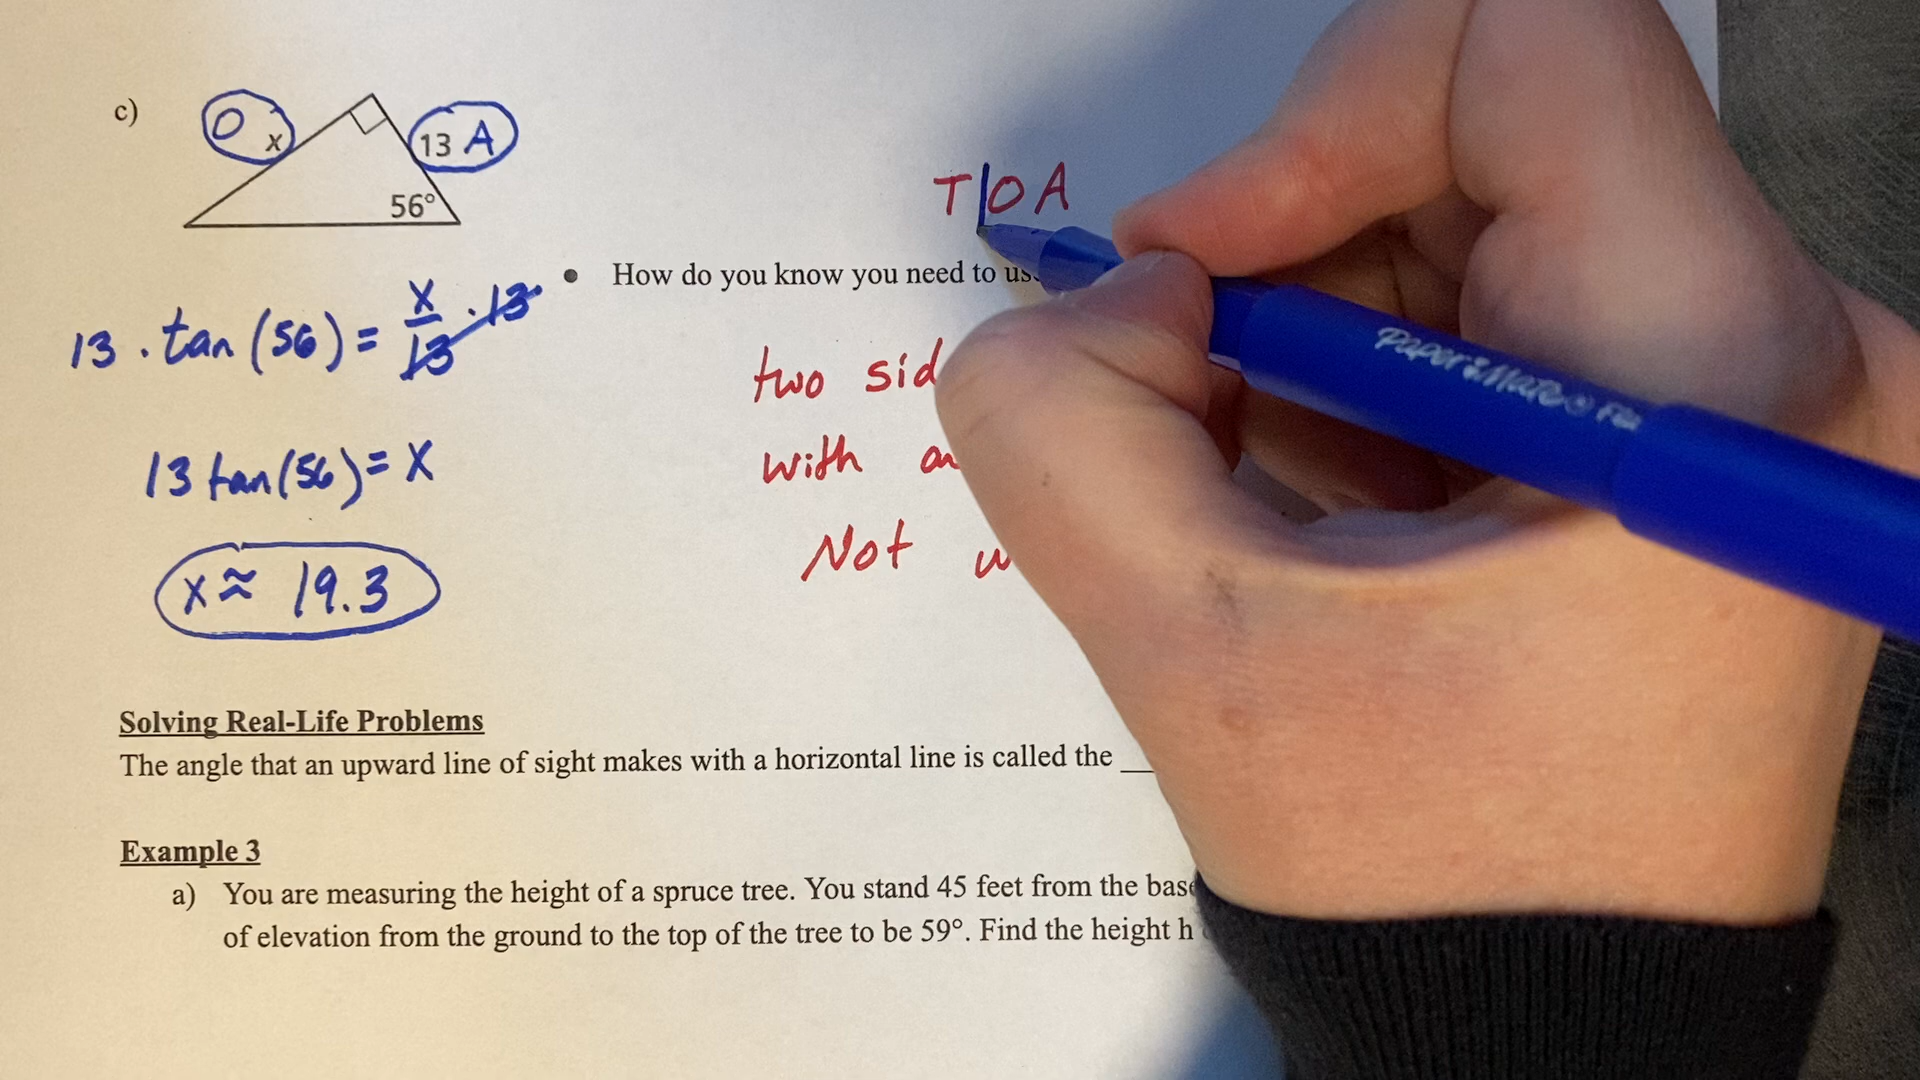 c)
O x
13 A
56°
T|OA
• How do you know you need to
13 · tan (56) = x/13 · 13
two
with
Not
13 tan(56) = x
x ≈ 19.3
Paper Mate
Solving Real-Life Problems
The angle that an upward line of sight makes with a horizontal line is called the
Example 3
a) You are measuring the height of a spruce tree. You stand 45 feet from the base
of elevation from the ground to the top of the tree to be 59°. Find the height h